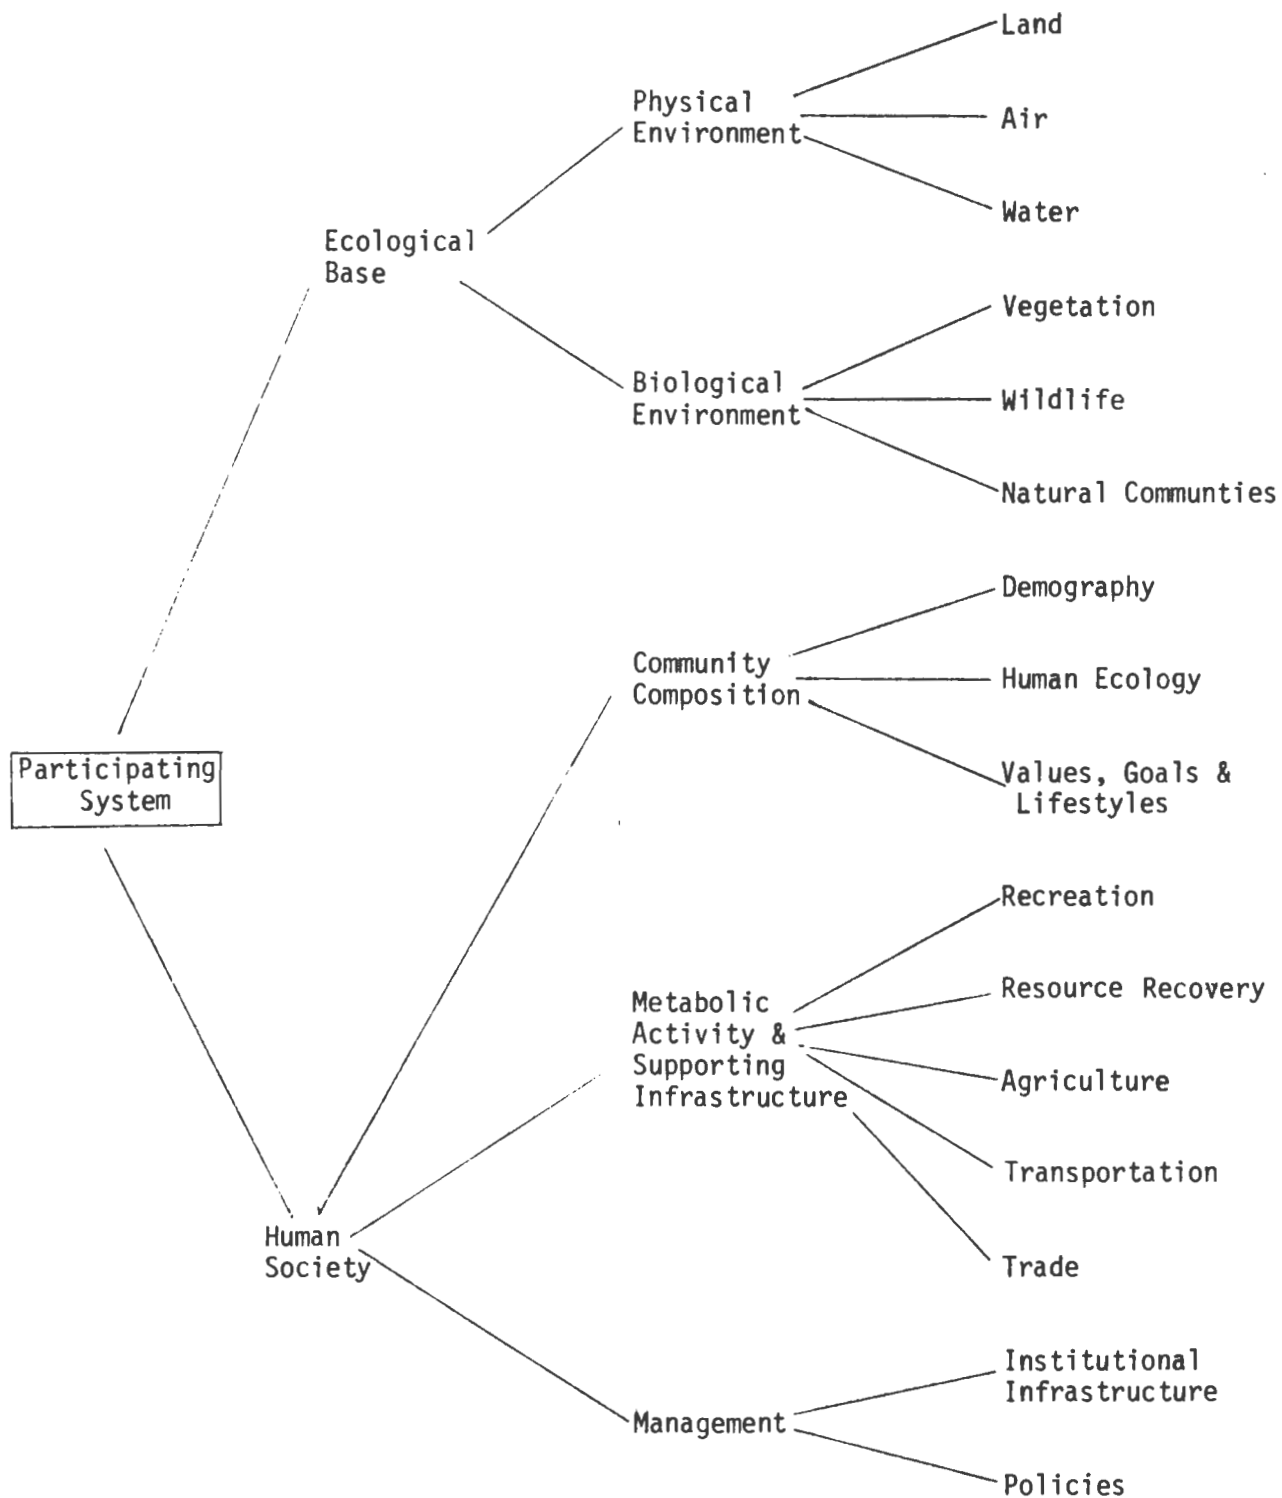 Land
Physical
Environment
Air
Water
Ecological
Base
Vegetation
Biological
Environment
Wildlife
Natural Communties
Demography
Community
Composition
Human Ecology
Values, Goals &
Lifestyles
Participating
System
Recreation
Metabolic
Activity &
Supporting
Infrastructure
Resource Recovery
Agriculture
Transportation
Trade
Human
Society
Institutional
Infrastructure
Management
Policies